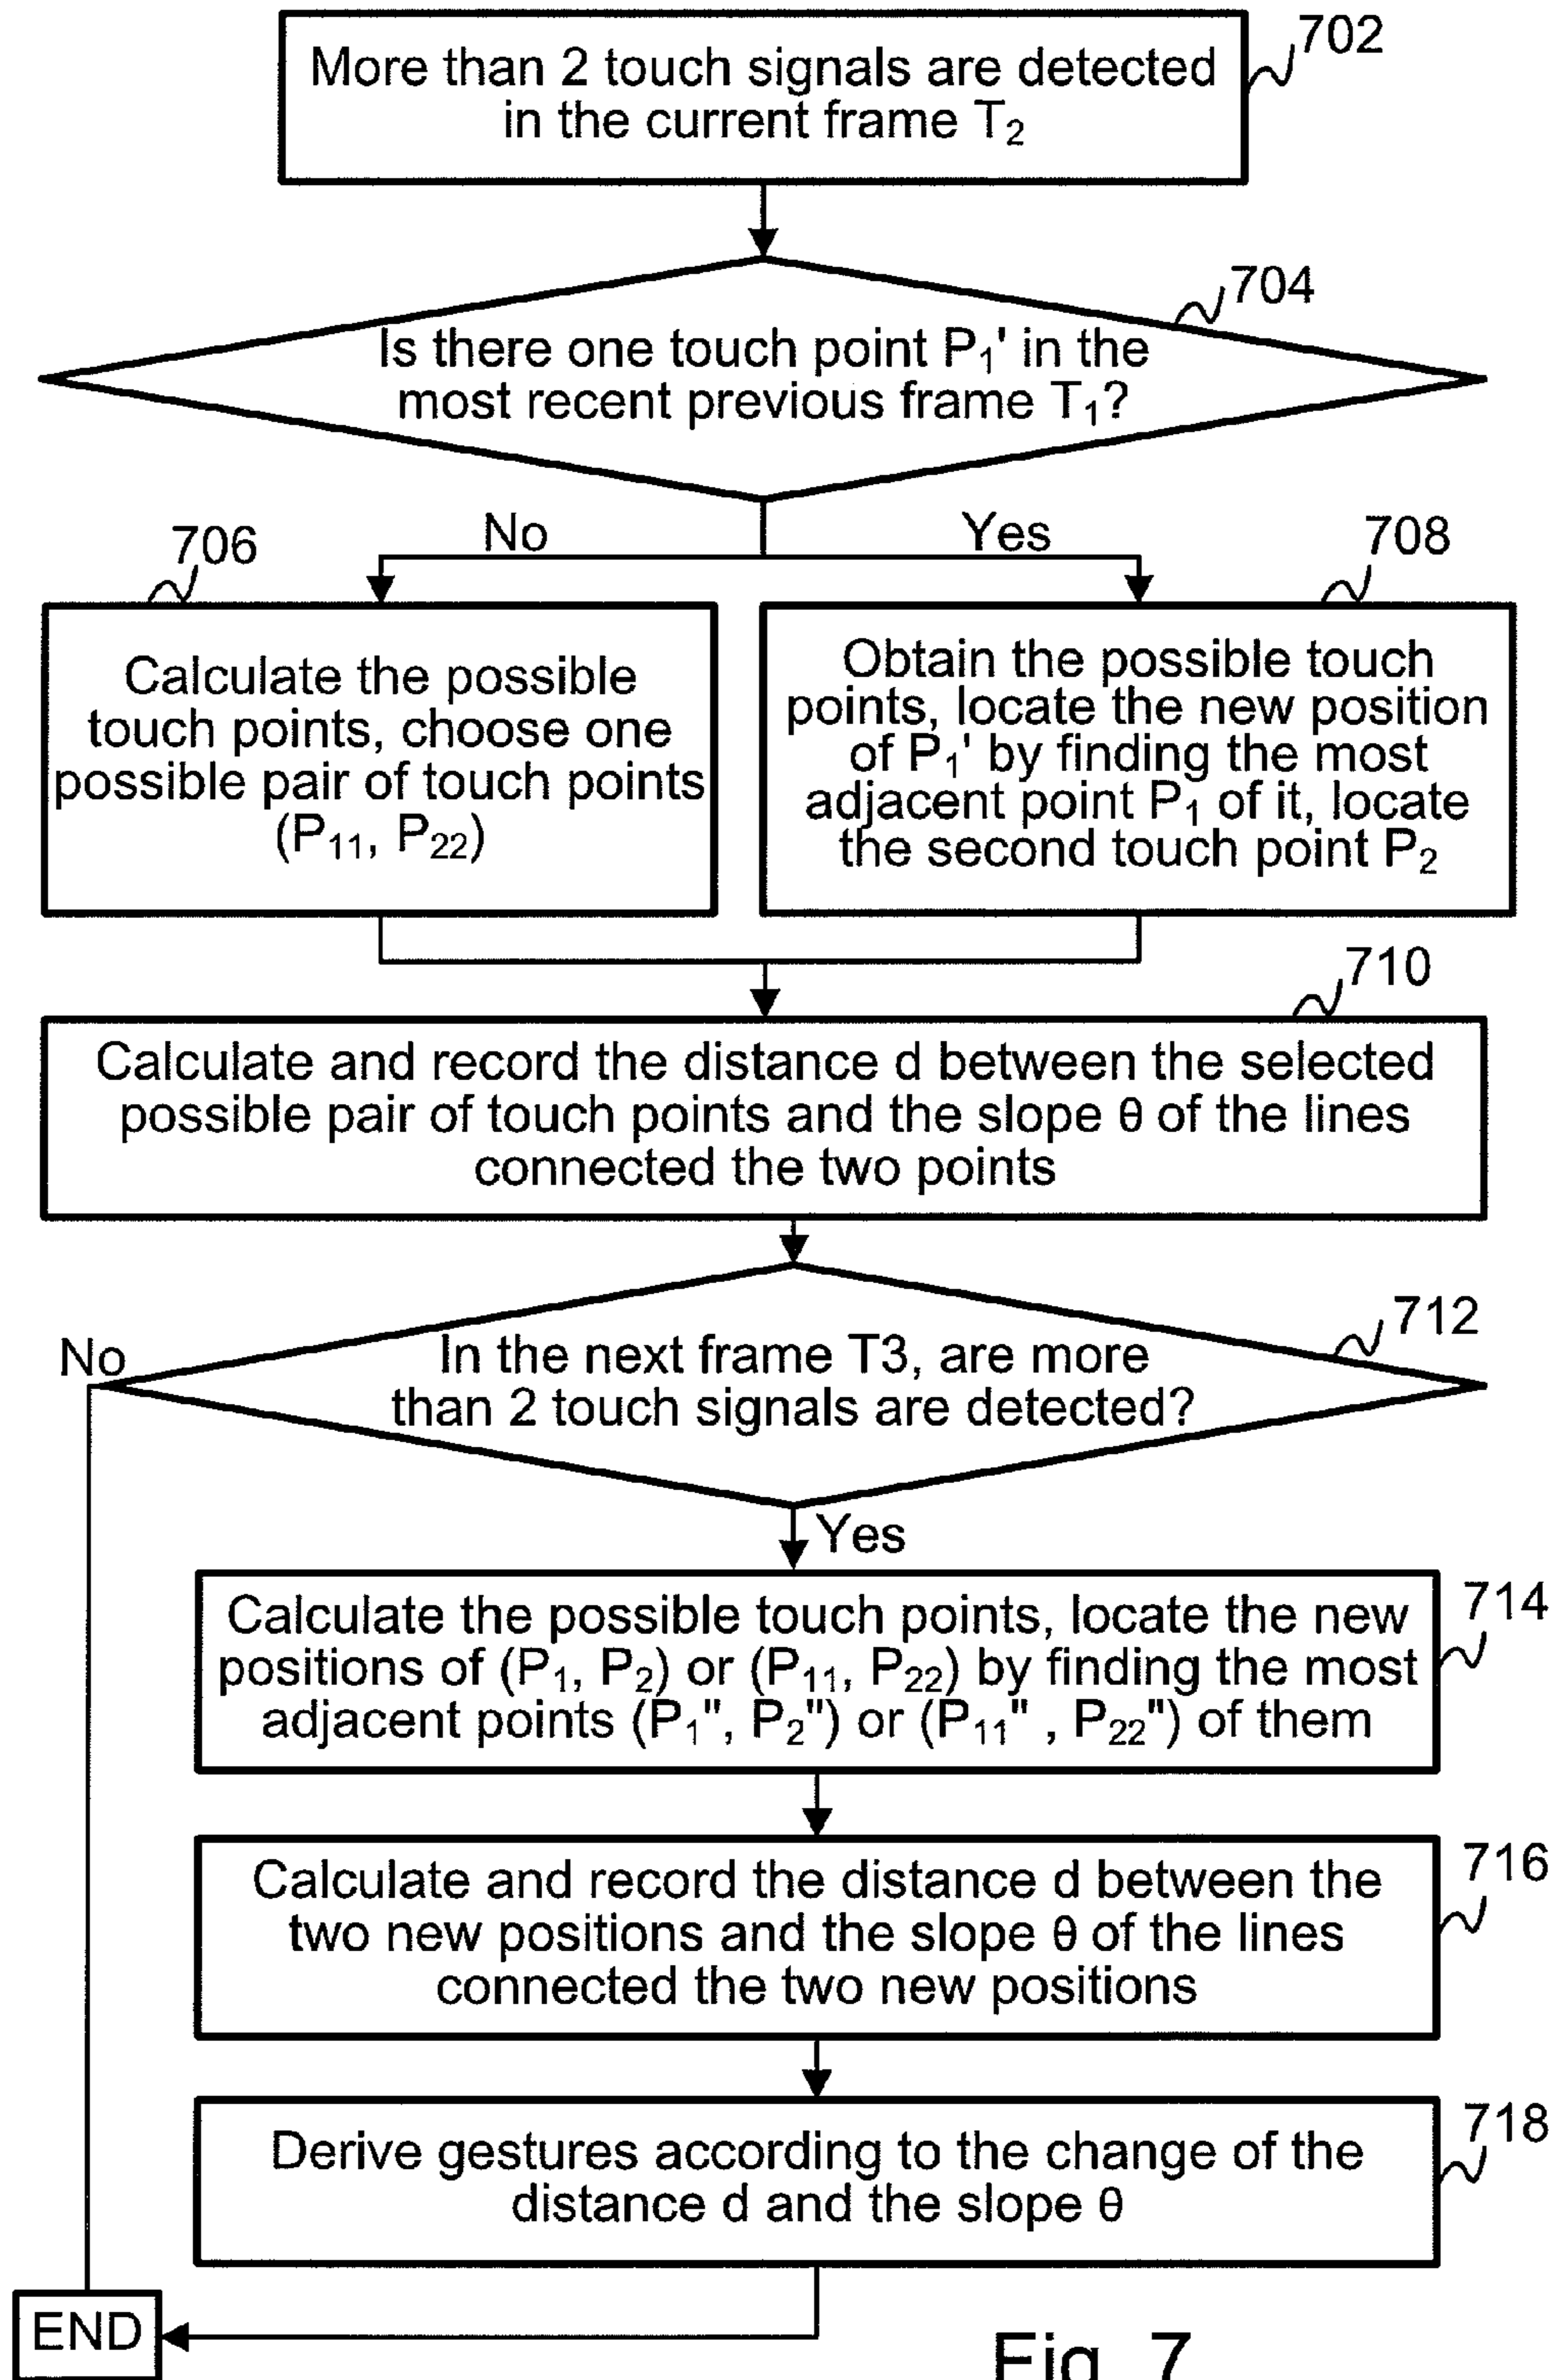 702
More than 2 touch signals are detected
in the current frame T₂
704
Is there one touch point P₁' in the
most recent previous frame T₁?
No
Yes
706
708
Calculate the possible
touch points, choose one
possible pair of touch points
(P₁₁, P₂₂)
Obtain the possible touch
points, locate the new position
of P₁' by finding the most
adjacent point P₁ of it, locate
the second touch point P₂
710
Calculate and record the distance d between the selected
possible pair of touch points and the slope θ of the lines
connected the two points
712
No
In the next frame T3, are more
than 2 touch signals are detected?
Yes
714
Calculate the possible touch points, locate the new
positions of (P₁, P₂) or (P₁₁, P₂₂) by finding the most
adjacent points (P₁", P₂") or (P₁₁" , P₂₂") of them
716
Calculate and record the distance d between the
two new positions and the slope θ of the lines
connected the two new positions
718
Derive gestures according to the change of the
distance d and the slope θ
END
Fig. 7